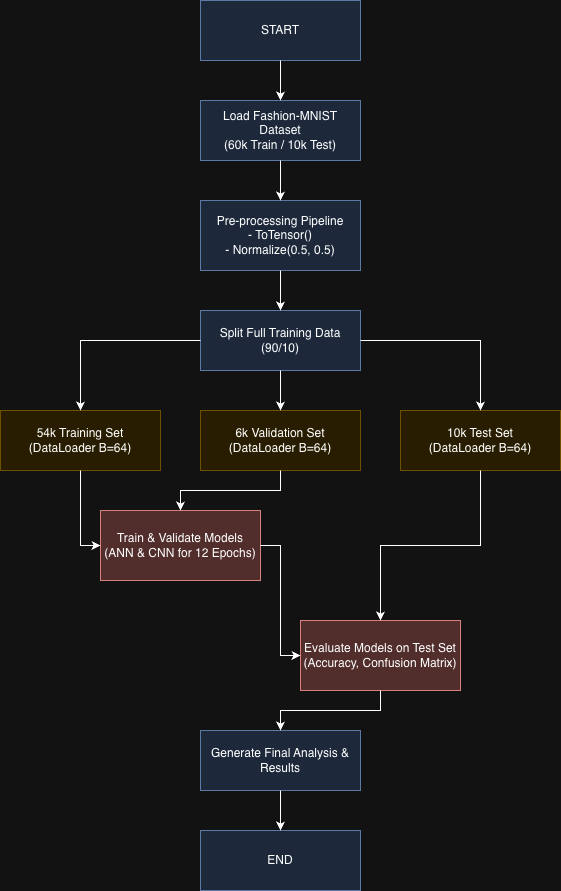 START
Load Fashion-MNIST
Dataset
(60k Train / 10k Test)
Pre-processing Pipeline
- ToTensor()
- Normalize(0.5, 0.5)
Split Full Training Data
(90/10)
54k Training Set
(DataLoader B=64)
6k Validation Set
(DataLoader B=64)
10k Test Set
(DataLoader B=64)
Train & Validate Models
(ANN & CNN for 12 Epochs)
Evaluate Models on Test Set
(Accuracy, Confusion Matrix)
Generate Final Analysis &
Results
END